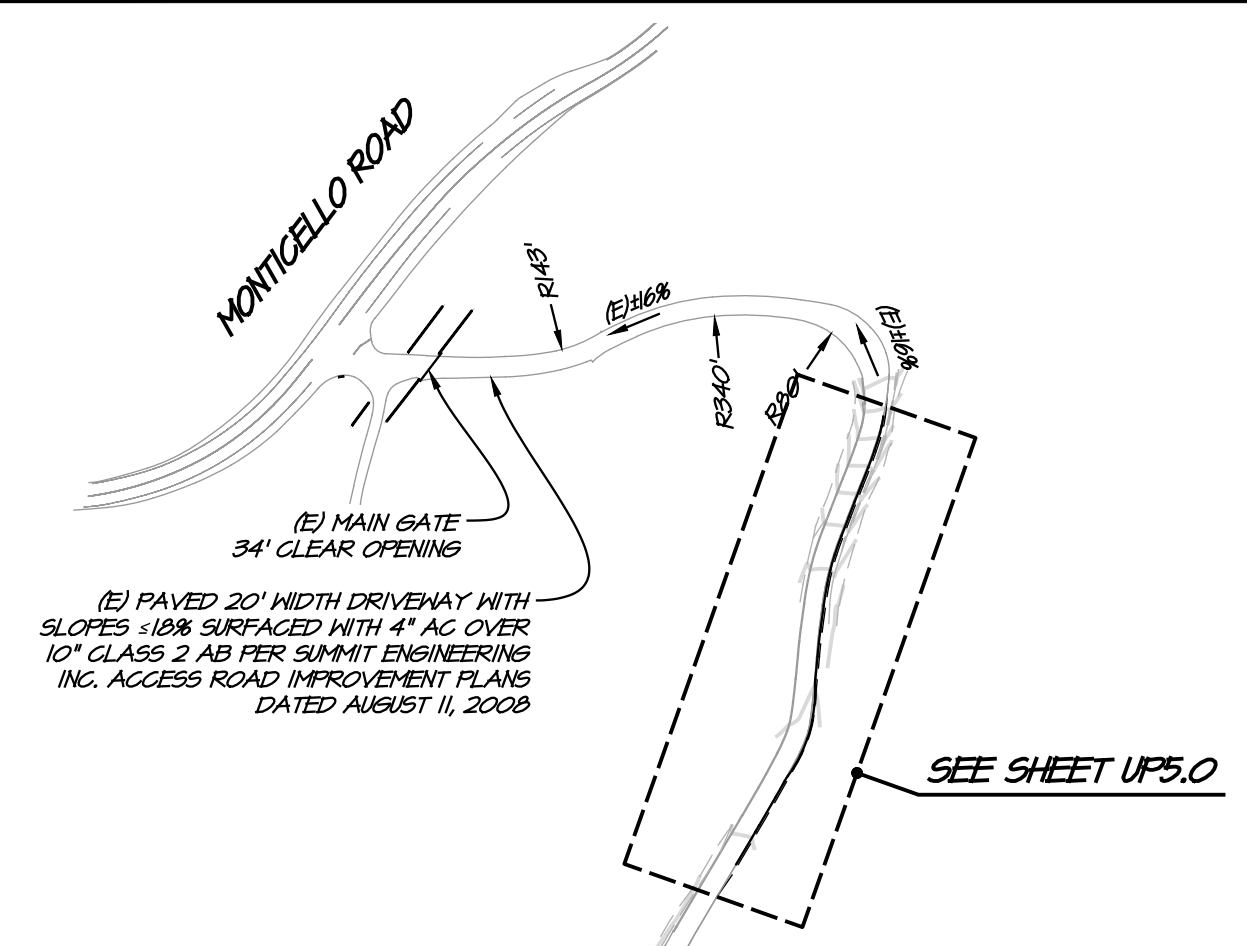 MONTICELLO ROAD
R143'
(E)±16%
R340'
R80'
(E) MAIN GATE
34' CLEAR OPENING
(E) PAVED 20' WIDTH DRIVEWAY WITH
SLOPES ≤18% SURFACED WITH 4" AC OVER
10" CLASS 2 AB PER SUMMIT ENGINEERING
INC. ACCESS ROAD IMPROVEMENT PLANS
DATED AUGUST 11, 2008
SEE SHEET UP5.0